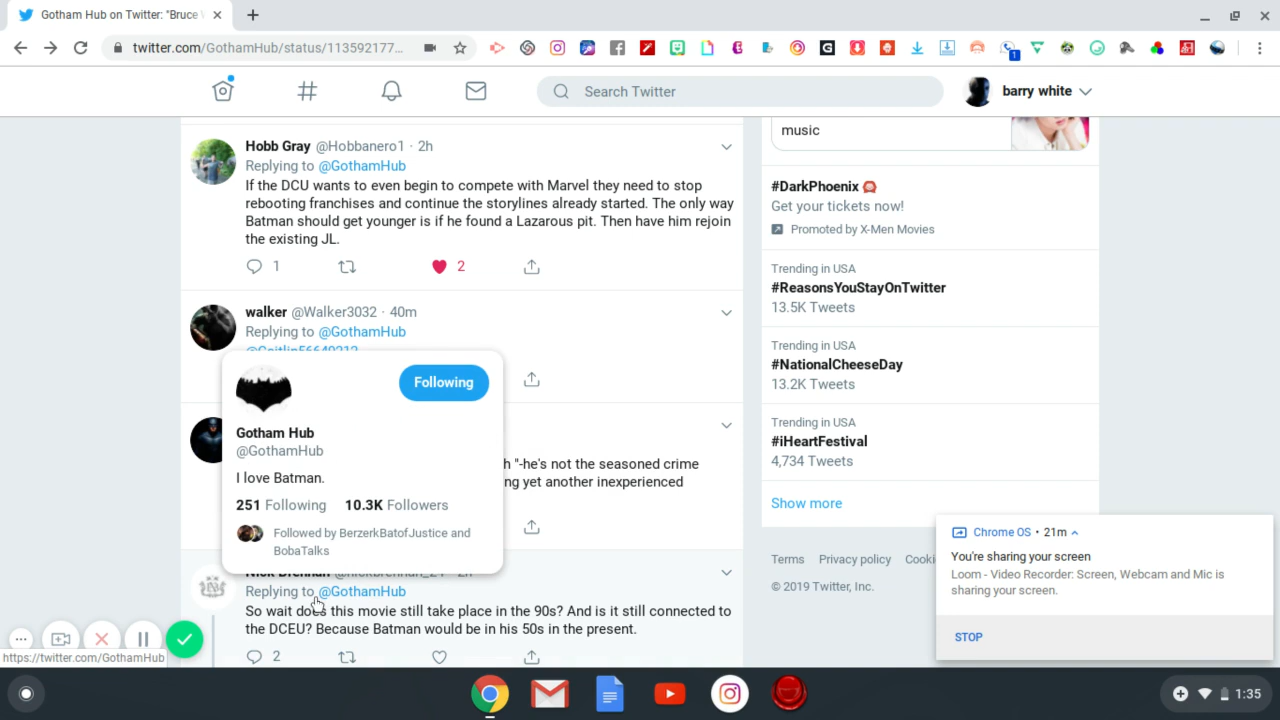 Gotham Hub on Twitter: "Bruce W
twitter.com/GothamHub/status/113592177...
1
Search Twitter
barry white
Hobb Gray @Hobbanero1 · 2h
Replying to @GothamHub
If the DCU wants to even begin to compete with Marvel they need to stop
rebooting franchises and continue the storylines already started. The only way
Batman should get younger is if he found a Lazarous pit. Then have him rejoin
the existing JL.
1 2
walker @Walker3032 · 40m
Replying to @GothamHub
Following
Gotham Hub
@GothamHub
I love Batman.
251 Following 10.3K Followers
Followed by BerzerkBatofJustice and
BobaTalks
h "-he's not the seasoned crime
ng yet another inexperienced
Replying to @GothamHub
So wait does this movie still take place in the 90s? And is it still connected to
the DCEU? Because Batman would be in his 50s in the present.
2
https://twitter.com/GothamHub
music
#DarkPhoenix
Get your tickets now!
Promoted by X-Men Movies
Trending in USA
#ReasonsYouStayOnTwitter
13.5K Tweets
Trending in USA
#NationalCheeseDay
13.2K Tweets
Trending in USA
#iHeartFestival
4,734 Tweets
Show more
Terms Privacy policy Cooki
© 2019 Twitter, Inc.
Chrome OS • 21m
You're sharing your screen
Loom - Video Recorder: Screen, Webcam and Mic is
sharing your screen.
STOP
1:35